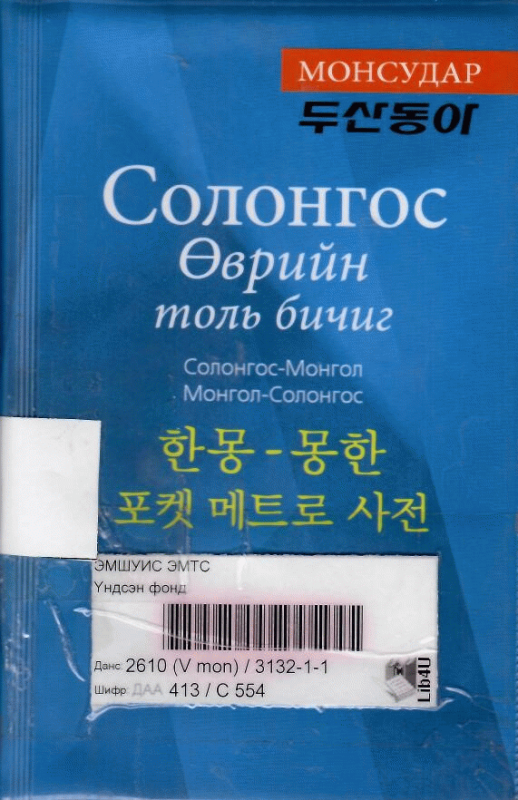 МОНСУДАР
두산동아
Солонгос
Өврийн
толь бичиг
Солонгос-Монгол
Монгол-Солонгос
한몽 - 몽한
포켓 메트로 사전
ЭМШУИС ЭМТС
Үндсэн фонд
Данс: 2610 (V mon) / 3132-1-1
Шифр: ДАА 413 / С 554
Lib4U